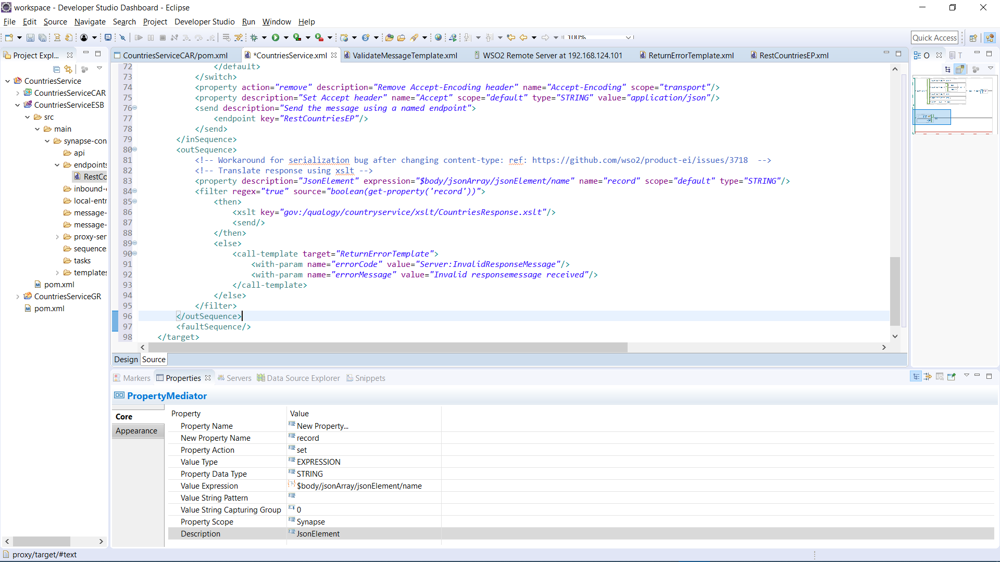 workspace - Developer Studio Dashboard - Eclipse
File Edit Source Navigate Search Project Developer Studio Run Window Help
100%
Quick Access
Project Expl...
CountriesServiceCAR/pom.xml
*CountriesService.xml
ValidateMessageTemplate.xml
WSO2 Remote Server at 192.168.124.101
ReturnErrorTemplate.xml
RestCountriesEP.xml
O
T
CountriesService
CountriesServiceCAR
CountriesServiceESB
src
main
synapse-con
api
endpoints
RestCo
inbound-e
local-entr
message-
message-
proxy-ser
sequence
tasks
templates
pom.xml
CountriesServiceGR
pom.xml
72 </default>
73 </switch>
74 <property action="remove" description="Remove Accept-Encoding header" name="Accept-Encoding" scope="transport"/>
75 <property description="Set Accept header" name="Accept" scope="default" type="STRING" value="application/json"/>
76 <send description="Send the message using a named endpoint">
77 <endpoint key="RestCountriesEP"/>
78 </send>
79 </inSequence>
80 <outSequence>
81 <!-- Workaround for serialization bug after changing content-type: ref: https://github.com/wso2/product-ei/issues/3718  -->
82 <!-- Translate response using xslt -->
83 <property description="JsonElement" expression="$body/jsonArray/jsonElement/name" name="record" scope="default" type="STRING"/>
84 <filter regex="true" source="boolean(get-property('record'))">
85 <then>
86 <xslt key="gov:/qualogy/countryservice/xslt/CountriesResponse.xslt"/>
87 <send/>
88 </then>
89 <else>
90 <call-template target="ReturnErrorTemplate">
91 <with-param name="errorCode" value="Server:InvalidResponseMessage"/>
92 <with-param name="errorMessage" value="Invalid responsemessage received"/>
93 </call-template>
94 </else>
95 </filter>
96 </outSequence>
97 <faultSequence/>
98 </target>
Design Source
Markers Properties Servers Data Source Explorer Snippets
PropertyMediator
Core
Appearance
Property Value
Property Name New Property...
New Property Name record
Property Action set
Value Type EXPRESSION
Property Data Type STRING
Value Expression $body/jsonArray/jsonElement/name
Value String Pattern
Value String Capturing Group 0
Property Scope Synapse
Description JsonElement
proxy/target/#text